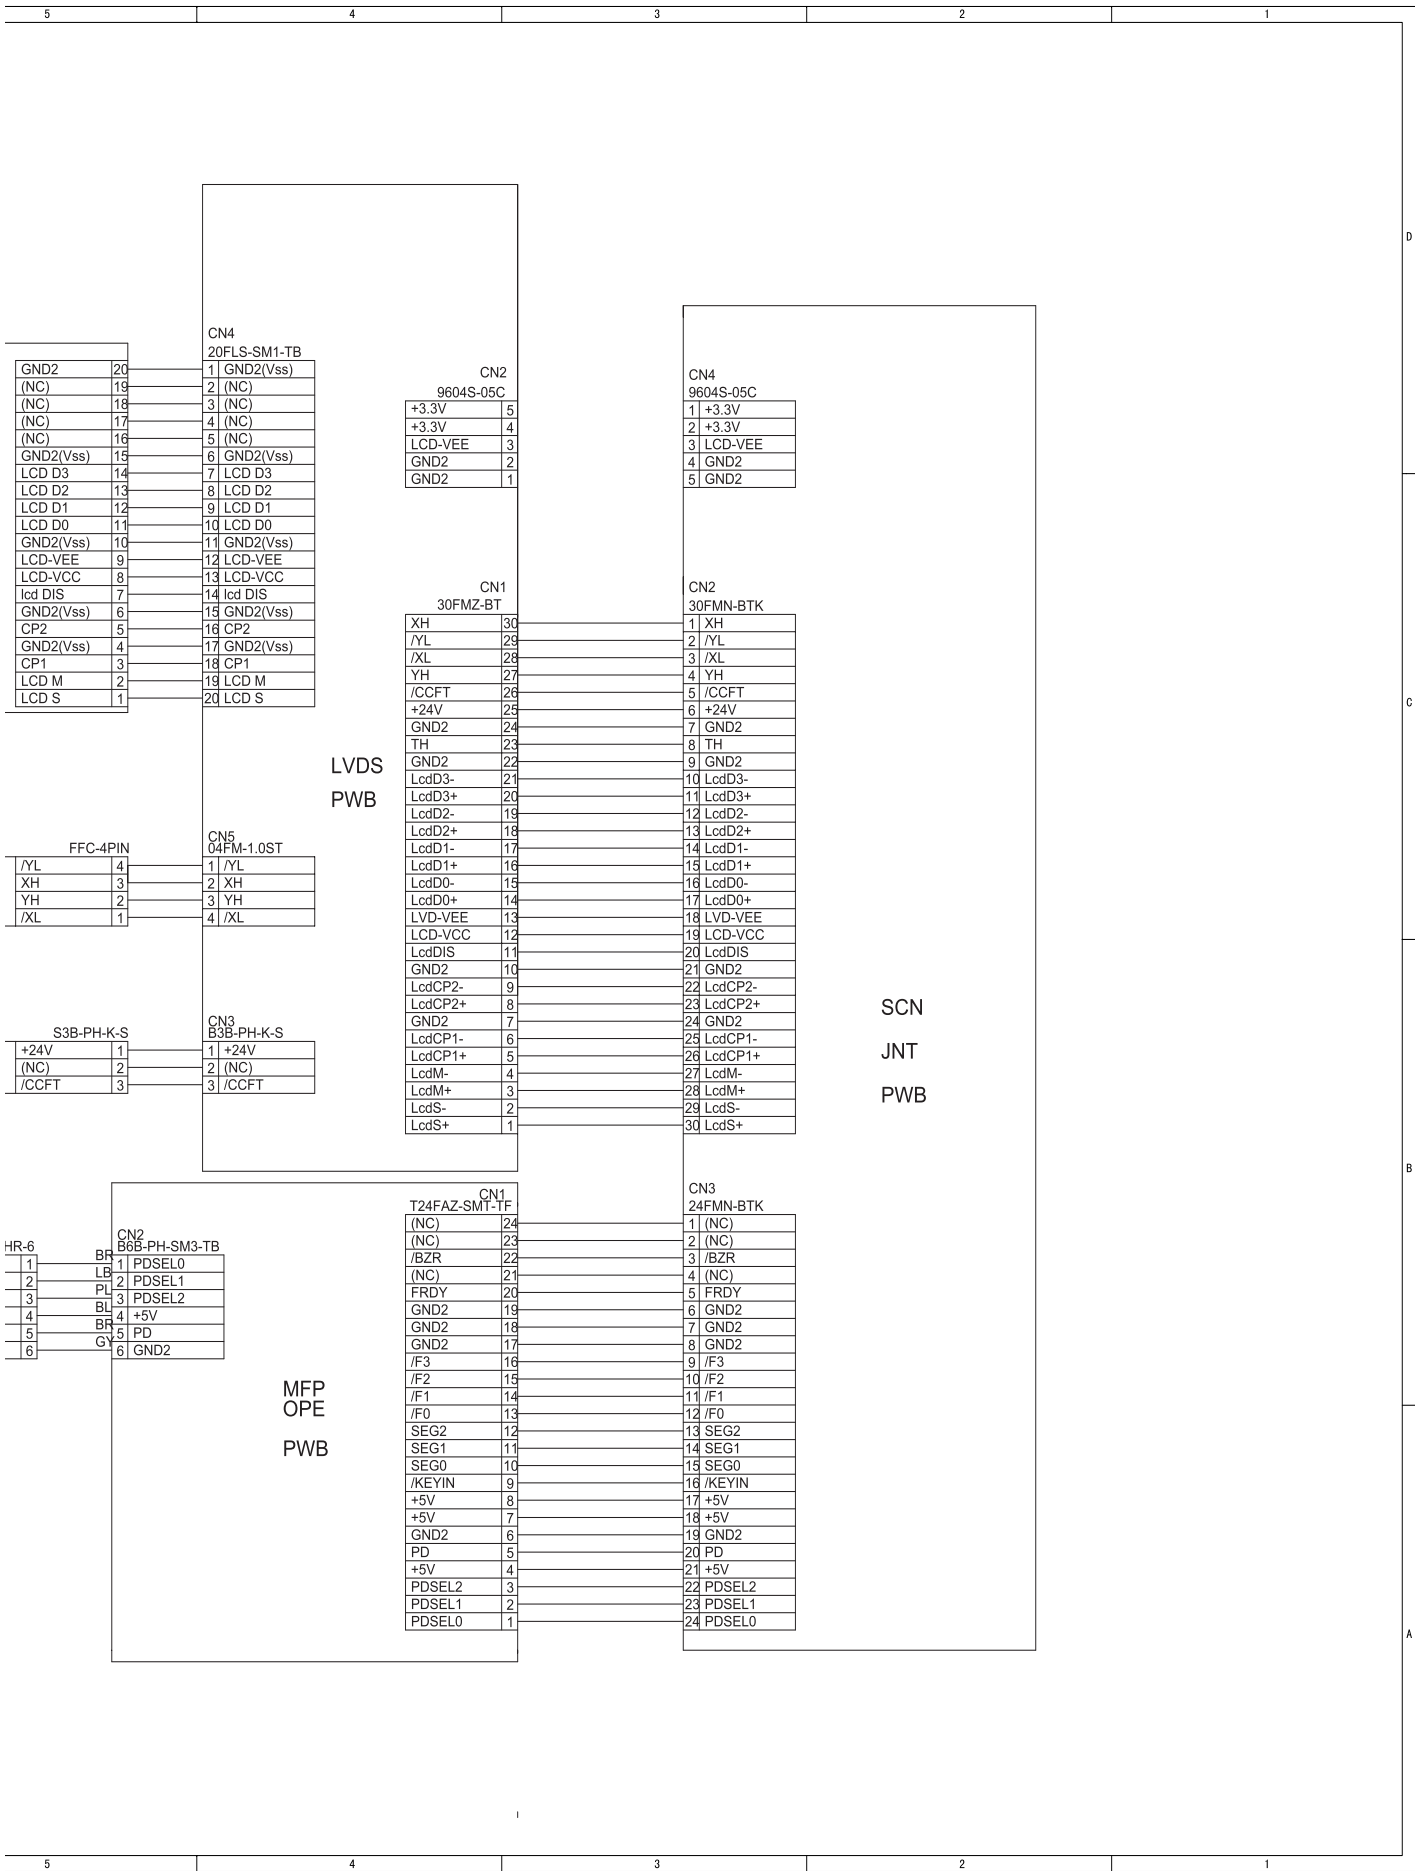 5 4 3 2 1
D
C
B
A
CN4
20FLS-SM1-TB
GND2 20 1 GND2(Vss)
(NC) 19 2 (NC)
(NC) 18 3 (NC)
(NC) 17 4 (NC)
(NC) 16 5 (NC)
GND2(Vss) 15 6 GND2(Vss)
LCD D3 14 7 LCD D3
LCD D2 13 8 LCD D2
LCD D1 12 9 LCD D1
LCD D0 11 10 LCD D0
GND2(Vss) 10 11 GND2(Vss)
LCD-VEE 9 12 LCD-VEE
LCD-VCC 8 13 LCD-VCC
lcd DIS 7 14 lcd DIS
GND2(Vss) 6 15 GND2(Vss)
CP2 5 16 CP2
GND2(Vss) 4 17 GND2(Vss)
CP1 3 18 CP1
LCD M 2 19 LCD M
LCD S 1 20 LCD S
CN2 CN4
9604S-05C 9604S-05C
+3.3V 5 1 +3.3V
+3.3V 4 2 +3.3V
LCD-VEE 3 3 LCD-VEE
GND2 2 4 GND2
GND2 1 5 GND2
CN1 CN2
30FMZ-BT 30FMN-BTK
XH 30 1 XH
/YL 29 2 /YL
/XL 28 3 /XL
YH 27 4 YH
/CCFT 26 5 /CCFT
+24V 25 6 +24V
GND2 24 7 GND2
TH 23 8 TH
GND2 22 9 GND2
LcdD3- 21 10 LcdD3-
LcdD3+ 20 11 LcdD3+
LcdD2- 19 12 LcdD2-
LcdD2+ 18 13 LcdD2+
LcdD1- 17 14 LcdD1-
LcdD1+ 16 15 LcdD1+
LcdD0- 15 16 LcdD0-
LcdD0+ 14 17 LcdD0+
LVD-VEE 13 18 LVD-VEE
LCD-VCC 12 19 LCD-VCC
LcdDIS 11 20 LcdDIS
GND2 10 21 GND2
LcdCP2- 9 22 LcdCP2-
LcdCP2+ 8 23 LcdCP2+
GND2 7 24 GND2
LcdCP1- 6 25 LcdCP1-
LcdCP1+ 5 26 LcdCP1+
LcdM- 4 27 LcdM-
LcdM+ 3 28 LcdM+
LcdS- 2 29 LcdS-
LcdS+ 1 30 LcdS+
LVDS
PWB
CN5
FFC-4PIN 04FM-1.0ST
/YL 4 1 /YL
XH 3 2 XH
YH 2 3 YH
/XL 1 4 /XL
CN3
S3B-PH-K-S B3B-PH-K-S
+24V 1 1 +24V
(NC) 2 2 (NC)
/CCFT 3 3 /CCFT
SCN
JNT
PWB
CN2
HR-6 B6B-PH-SM3-TB
1 BR 1 PDSEL0
2 LB 2 PDSEL1
3 PL 3 PDSEL2
4 BL 4 +5V
5 BR 5 PD
6 GY 6 GND2
MFP
OPE
PWB
CN1 CN3
T24FAZ-SMT-TF 24FMN-BTK
(NC) 24 1 (NC)
(NC) 23 2 (NC)
/BZR 22 3 /BZR
(NC) 21 4 (NC)
FRDY 20 5 FRDY
GND2 19 6 GND2
GND2 18 7 GND2
GND2 17 8 GND2
/F3 16 9 /F3
/F2 15 10 /F2
/F1 14 11 /F1
/F0 13 12 /F0
SEG2 12 13 SEG2
SEG1 11 14 SEG1
SEG0 10 15 SEG0
/KEYIN 9 16 /KEYIN
+5V 8 17 +5V
+5V 7 18 +5V
GND2 6 19 GND2
PD 5 20 PD
+5V 4 21 +5V
PDSEL2 3 22 PDSEL2
PDSEL1 2 23 PDSEL1
PDSEL0 1 24 PDSEL0
5 4 3 2 1